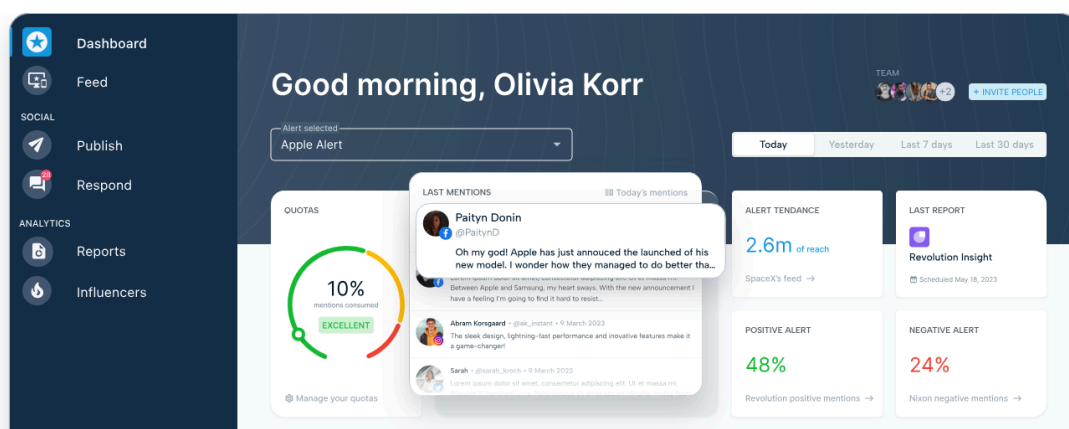 Dashboard
Feed
SOCIAL
Publish
28
Respond
ANALYTICS
Reports
Influencers
Good morning, Olivia Korr
TEAM
+2
+ INVITE PEOPLE
Alert selected
Apple Alert
Today Yesterday Last 7 days Last 30 days
QUOTAS
10%
mentions consumed
EXCELLENT
Manage your quotas
LAST MENTIONS
Today's mentions
Paityn Donin
@PaitynD
Oh my god! Apple has just annouced the launched of his
new model. I wonder how they managed to do better tha...
Between Apple and Samsung, my heart sways. With the new announcement I
have a feeling I'm going to find it hard to resist...
Abram Korsgaard • @ak_instant • 9 March 2023
The sleek design, lightning-fast performance and inovative features make it
a game-changer!
Sarah • @sarah_kroch • 9 March 2023
Lorem ipsum dolor sit amet, consectetur adipiscing elit. Ut et massa mi.
ALERT TENDANCE
2.6m of reach
SpaceX's feed →
LAST REPORT
Revolution Insight
Scheduled May 18, 2023
POSITIVE ALERT
48%
Revolution positive mentions →
NEGATIVE ALERT
24%
Nixon negative mentions →